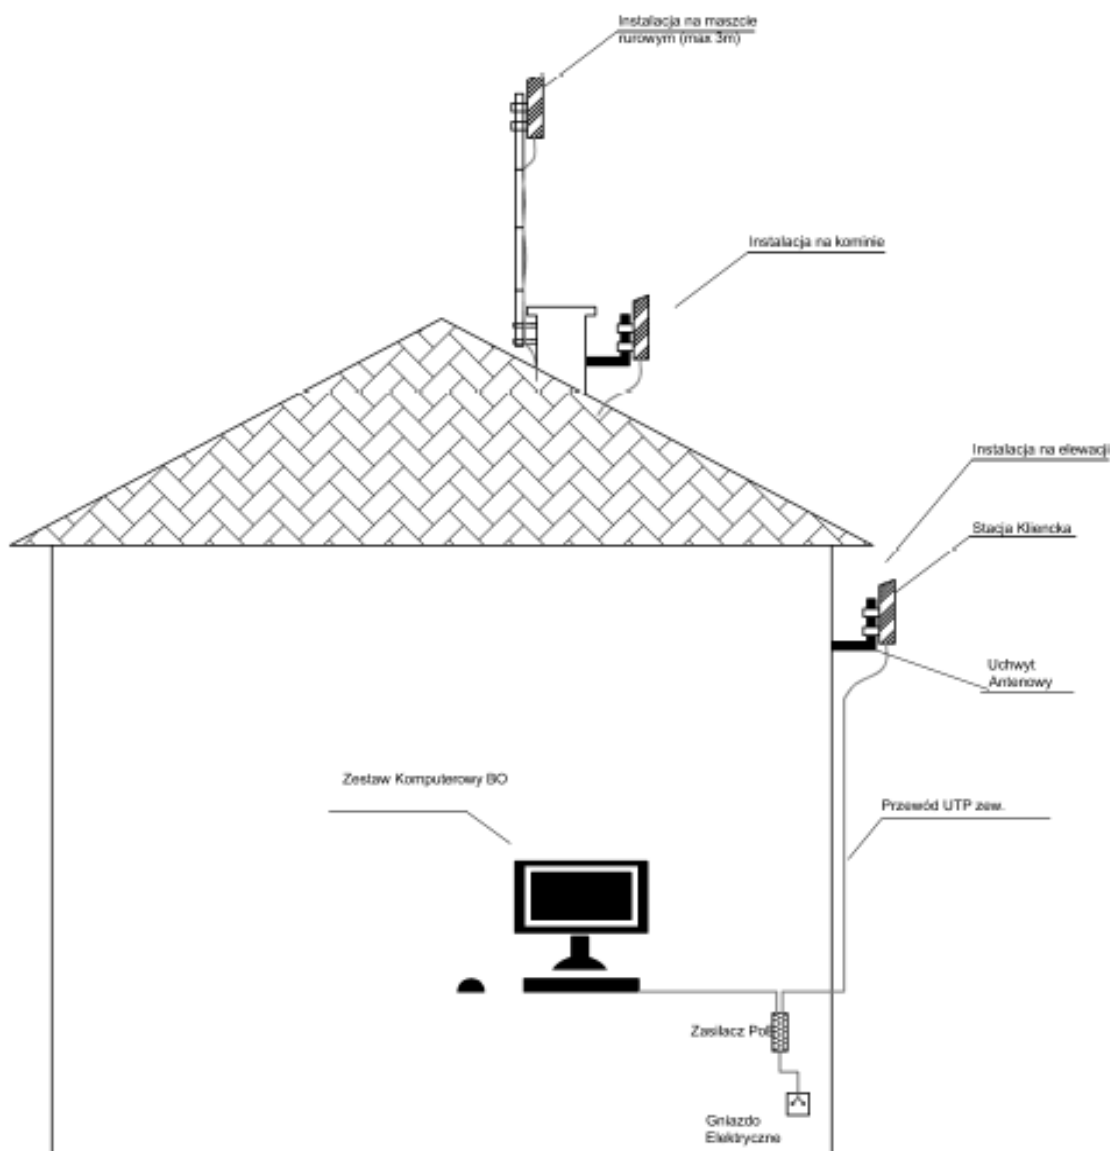 Instalacja na maszcie
rurowym (max 3m)
Instalacja na kominie
Instalacja na elewacji
Stacja Kliencka
Uchwyt
Antenowy
Zestaw Komputerowy BO
Przewód UTP zew.
Zasilacz PoE
Gniazdo
Elektryczne